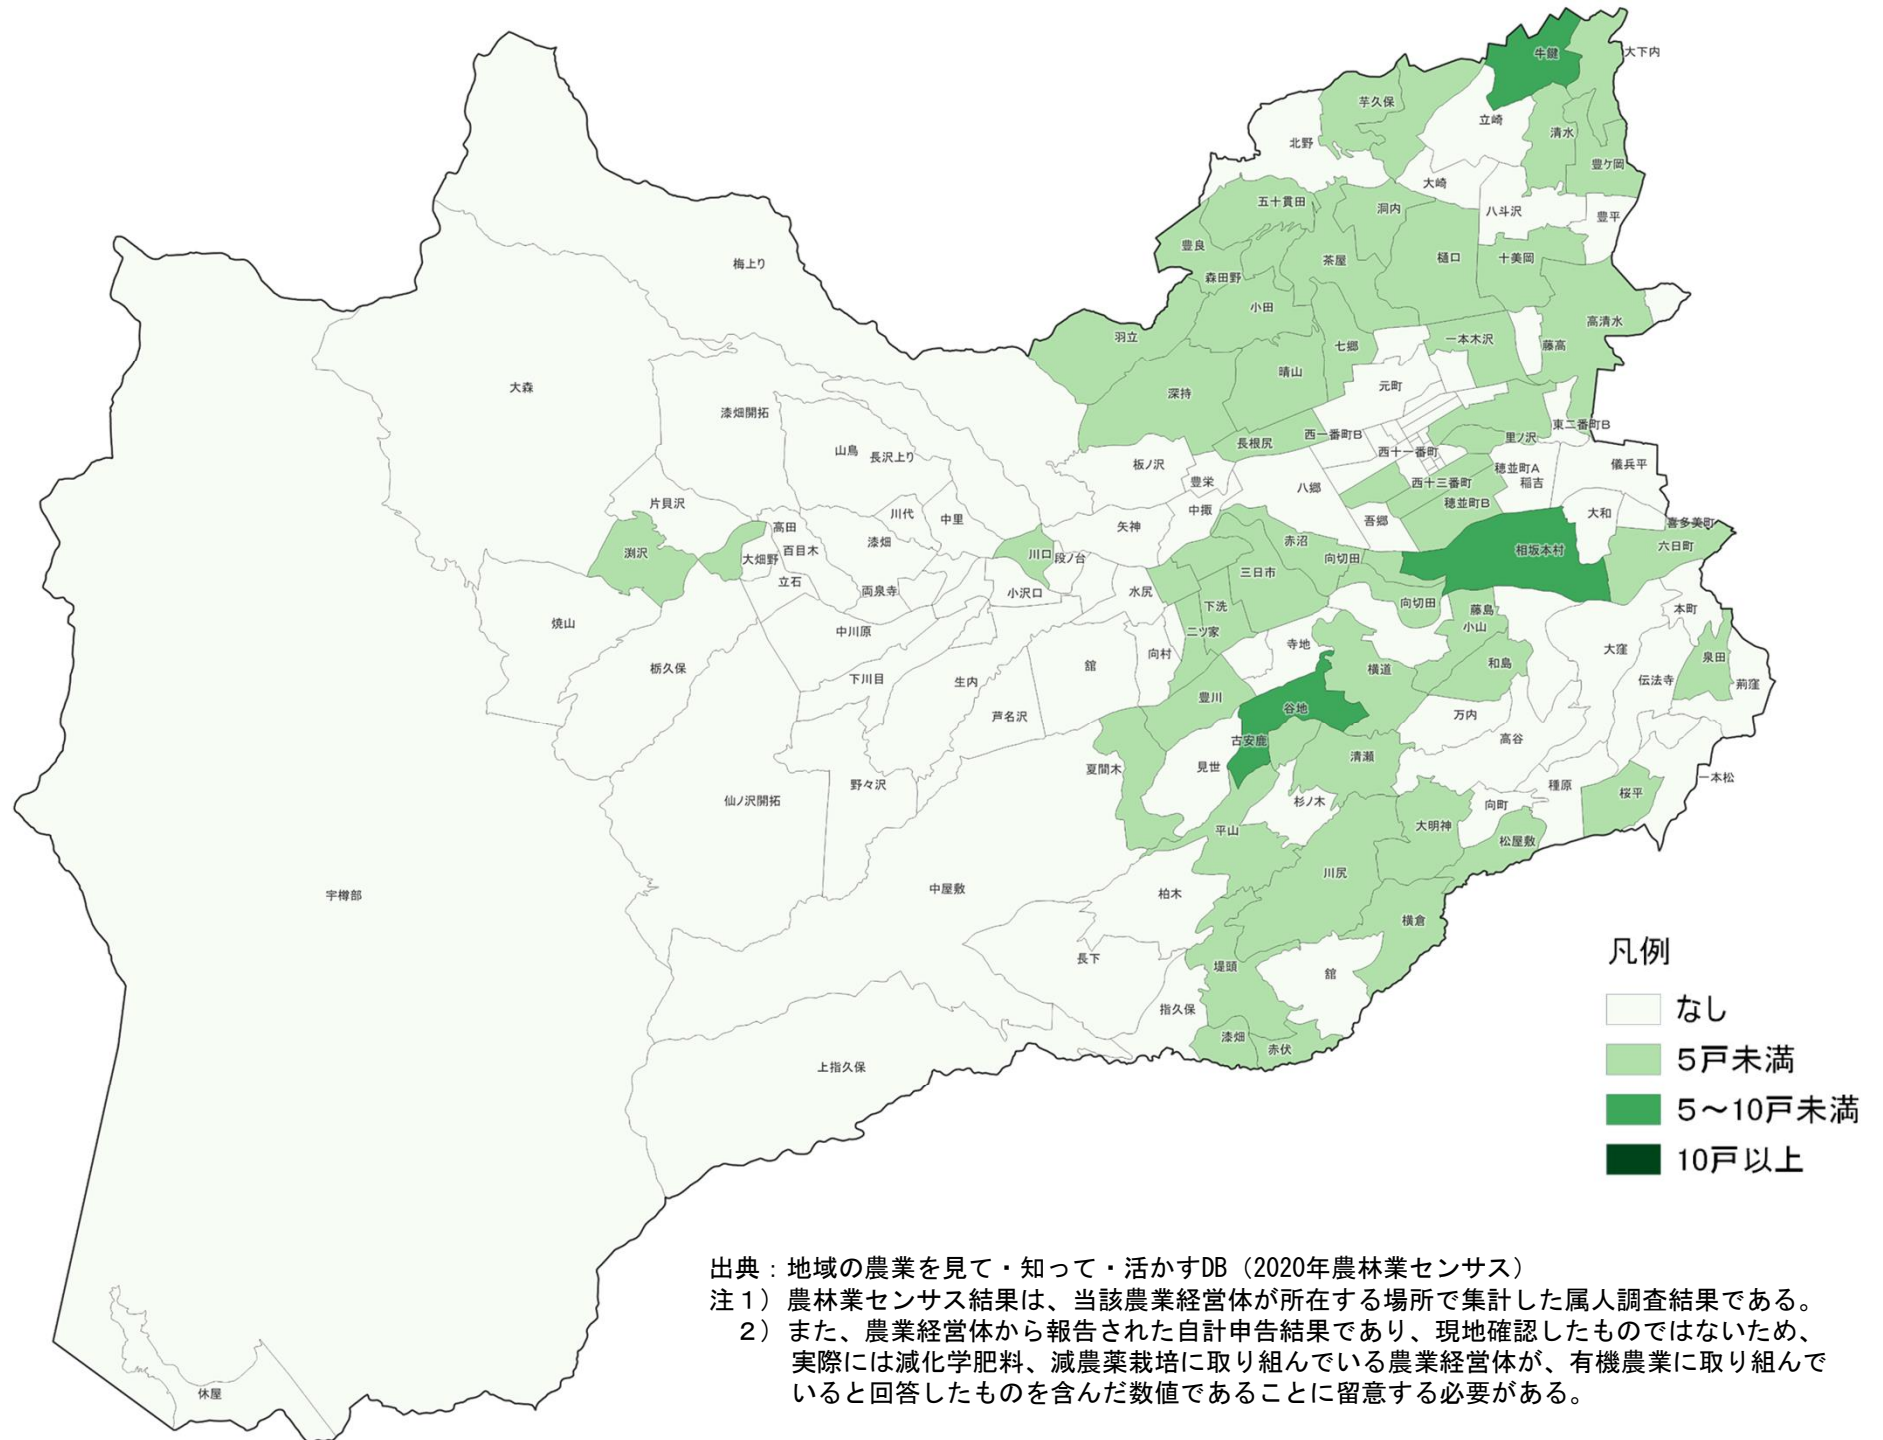 牛鍵
大下内
芋久保
立崎
清水
北野
豊ケ岡
大崎
五十貫田
洞内
八斗沢
豊平
豊良
茶屋
樋口
十美岡
梅上り
森田野
小田
高清水
羽立
七郷
一本木沢
藤高
晴山
元町
大森
深持
漆畑開拓
東二番町B
西一番町B
里ノ沢
長根尻
山鳥
長沢上り
西十一番町
板ノ沢
穂並町A
儀兵平
豊栄
八郷
西十三番町
稲吉
片貝沢
穂並町B
川代
中里
中掫
吾郷
大和
喜多美町
高田
矢神
漆畑
赤沼
相坂本村
六日町
渕沢
大畑野
百目木
川口
段ノ台
向切田
三日市
立石
両泉寺
小沢口
水尻
下洗
向切田
藤島
本町
焼山
中川原
二ツ家
小山
寺地
大窪
向村
栃久保
舘
横道
和島
泉田
下川目
生内
伝法寺
荊窪
豊川
谷地
芦名沢
万内
古安鹿
高谷
夏間木
見世
清瀬
一本松
野々沢
種原
仙ノ沢開拓
杉ノ木
向町
桜平
平山
大明神
松屋敷
川尻
宇樽部
中屋敷
柏木
横倉
長下
堤頭
舘
指久保
漆畑
赤伏
上指久保
休屋
凡例
なし
5戸未満
5～10戸未満
10戸以上
出典：地域の農業を見て・知って・活かすDB（2020年農林業センサス）
注１）農林業センサス結果は、当該農業経営体が所在する場所で集計した属人調査結果である。
２）また、農業経営体から報告された自計申告結果であり、現地確認したものではないため、
実際には減化学肥料、減農薬栽培に取り組んでいる農業経営体が、有機農業に取り組んで
いると回答したものを含んだ数値であることに留意する必要がある。